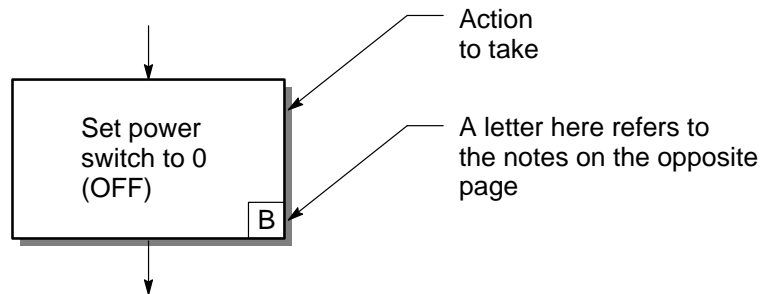 Action
to take
Set power
switch to 0
(OFF)
B
A letter here refers to
the notes on the opposite
page